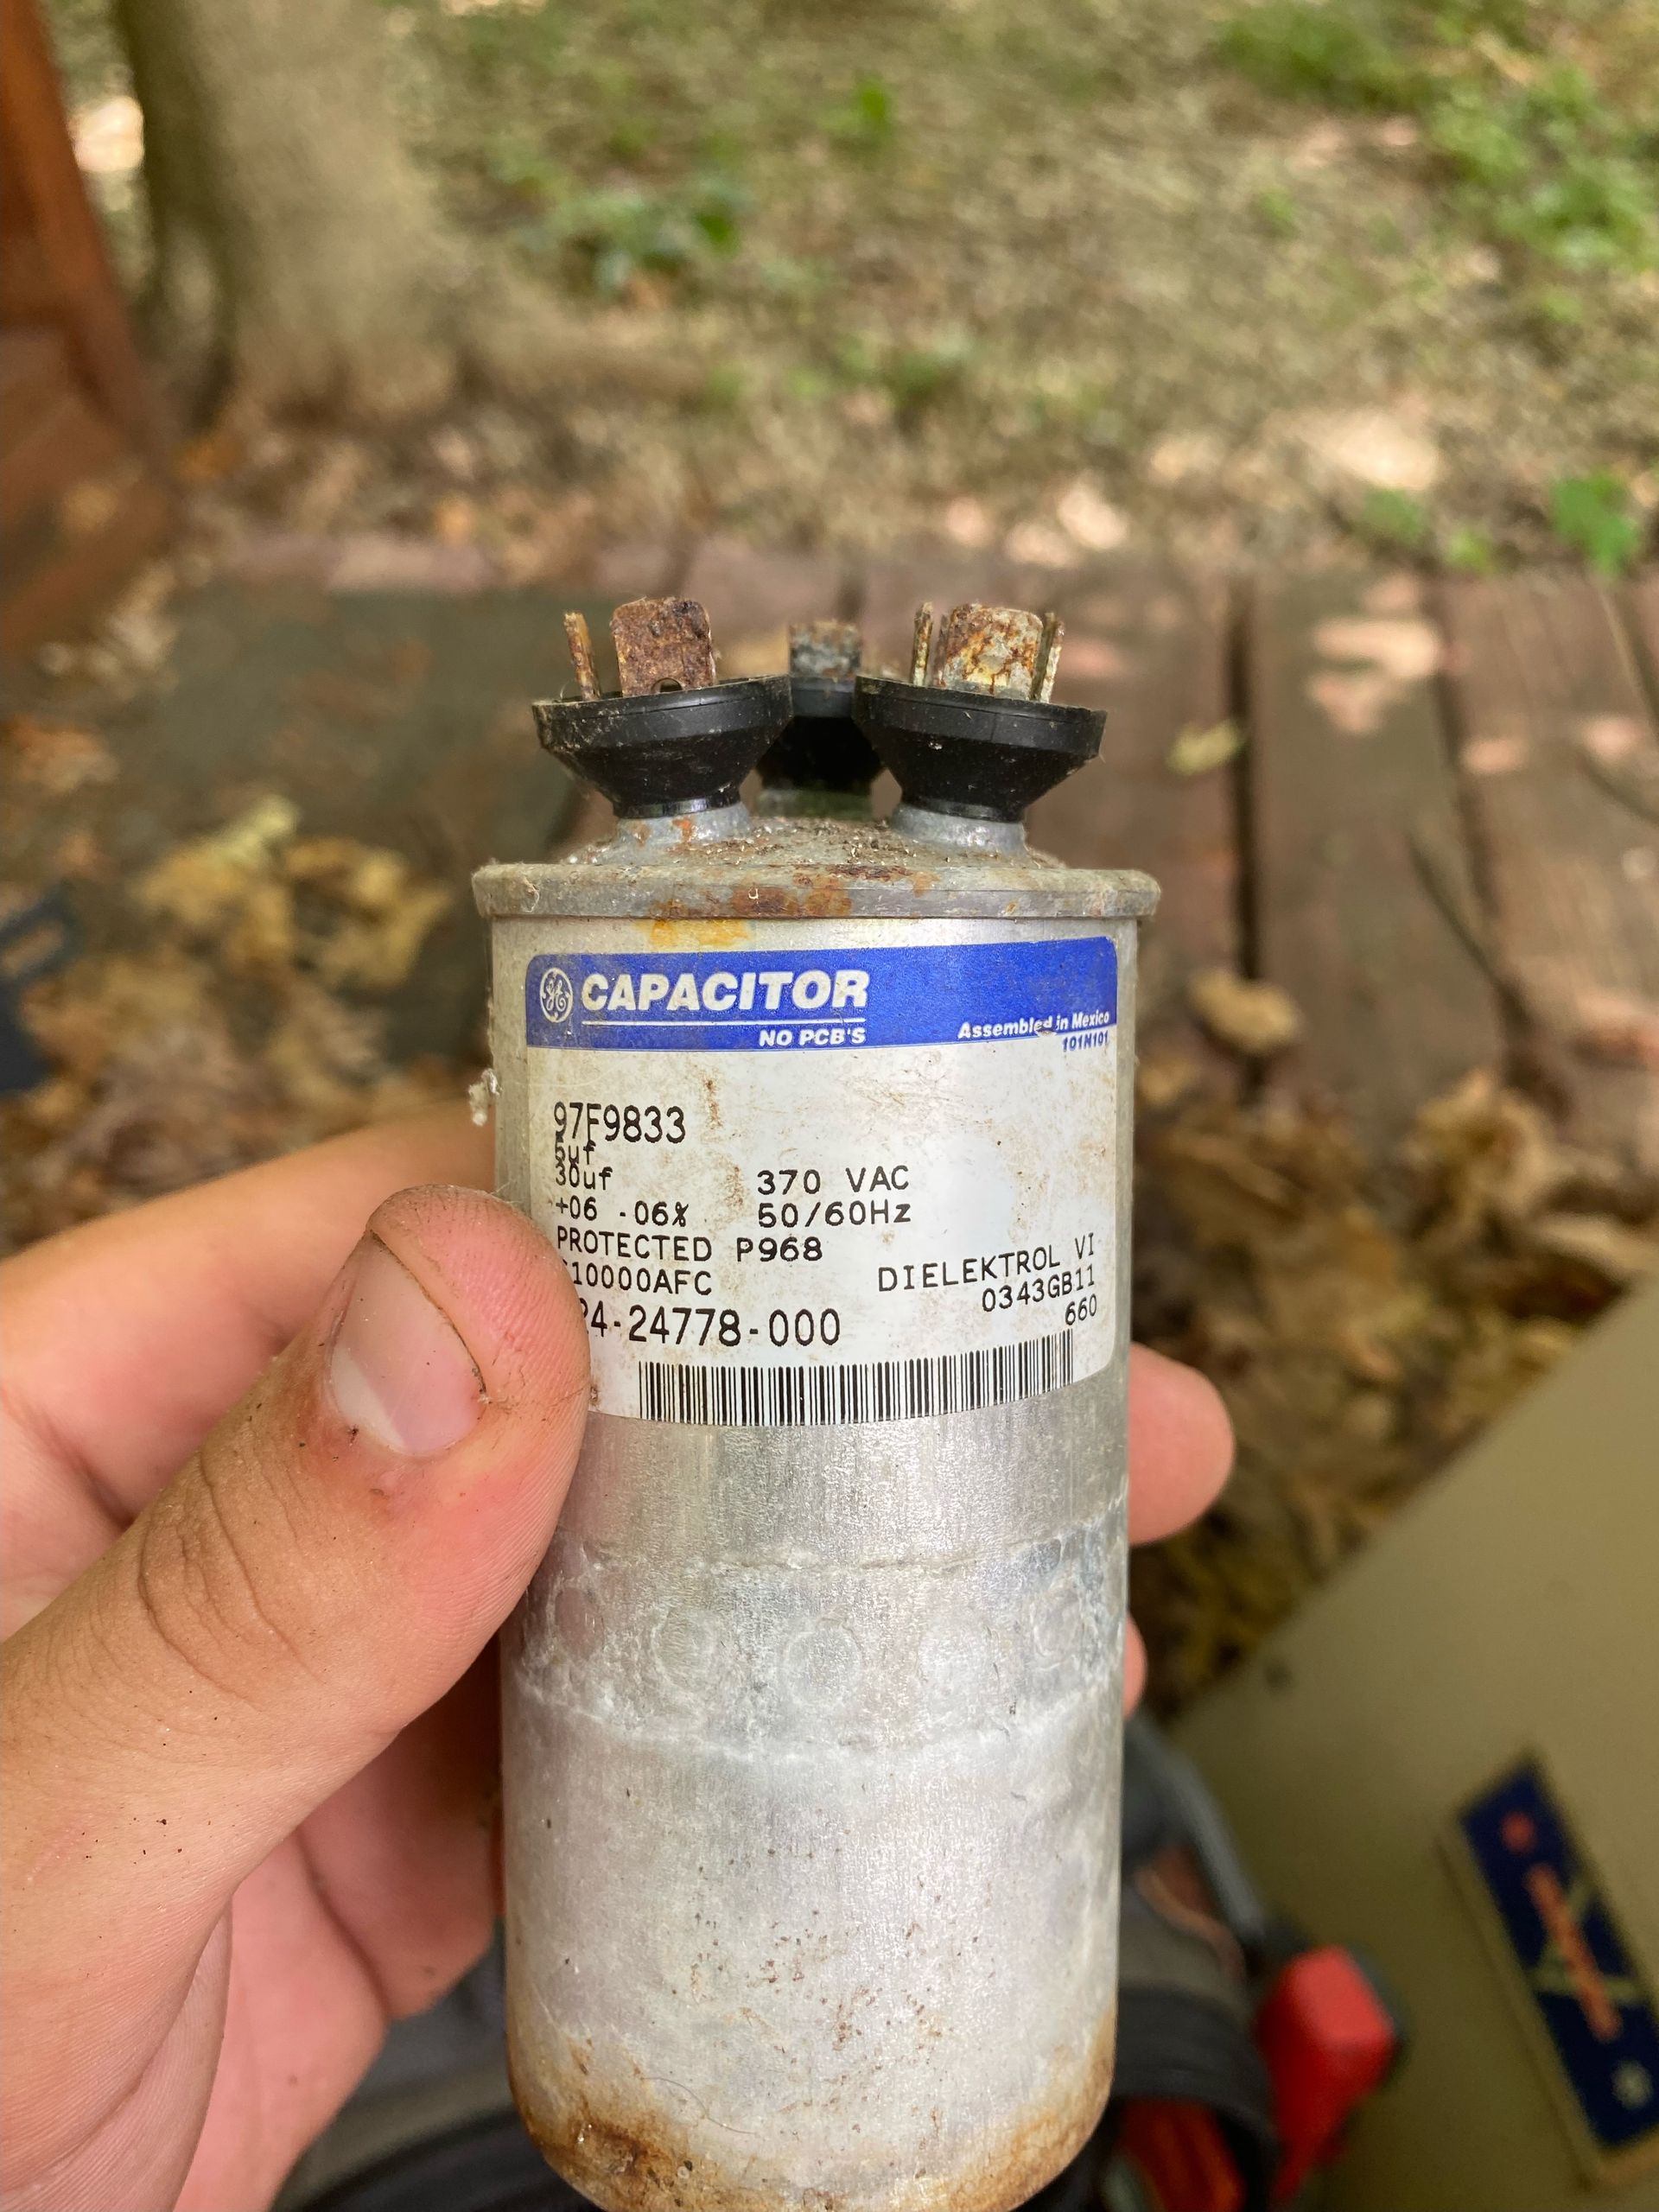 CAPACITOR
NO PCB'S
Assembled in Mexico
101N101
97F9833
5uf
30uf 370 VAC
+06 -06% 50/60Hz
PROTECTED P968
10000AFC DIELEKTROL VI
24-24778-000 0343GB11
660